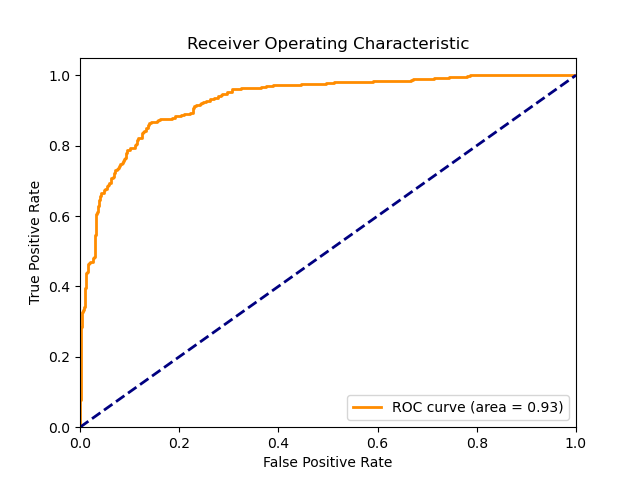 Receiver Operating Characteristic
1.0
0.8
0.6
0.4
0.2
0.0
True Positive Rate
ROC curve (area = 0.93)
0.0 0.2 0.4 0.6 0.8 1.0
False Positive Rate